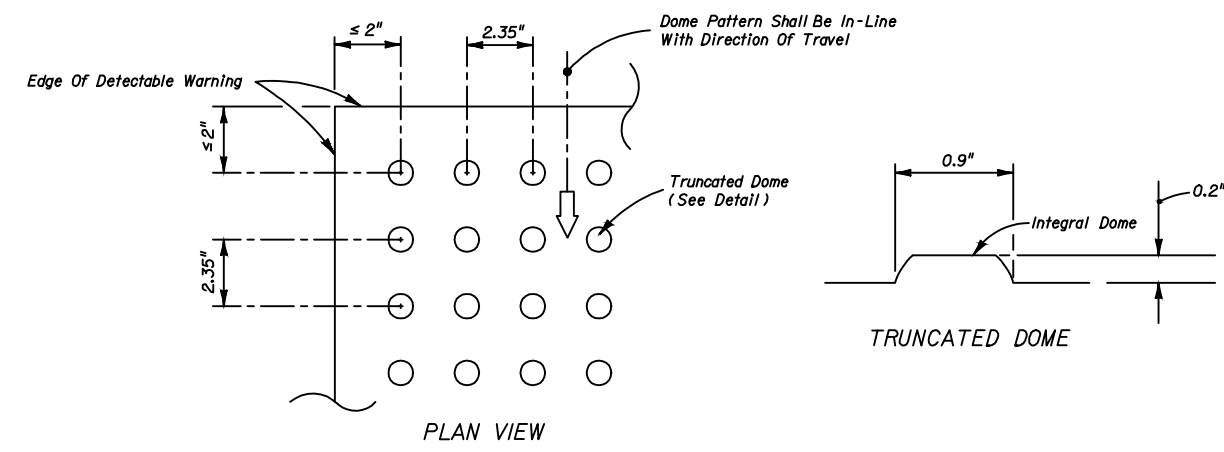 ≤ 2"
2.35"
Dome Pattern Shall Be In-Line
With Direction Of Travel
Edge Of Detectable Warning
≤ 2"
2.35"
Truncated Dome
(See Detail)
PLAN VIEW
0.9"
0.2"
Integral Dome
TRUNCATED DOME